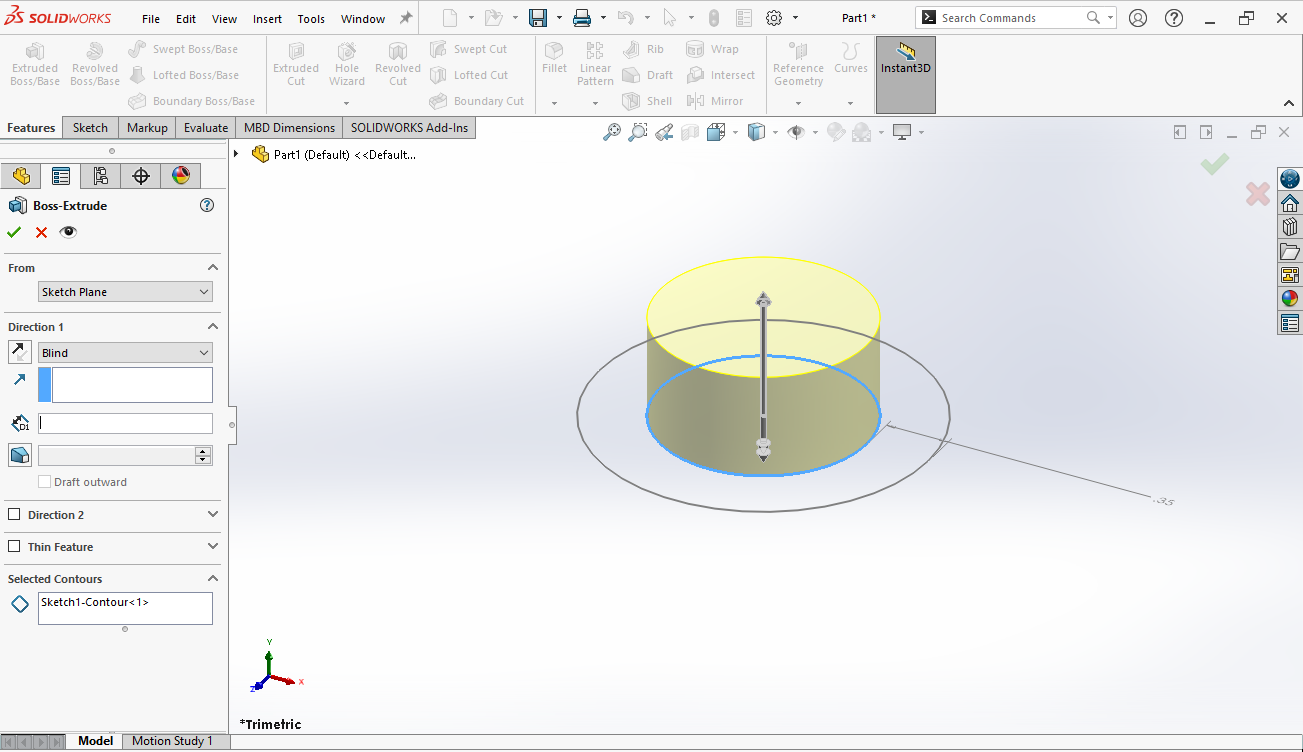 SOLIDWORKS File Edit View Insert Tools Window Part1 * Search Commands
Extruded Boss/Base
Revolved Boss/Base
Swept Boss/Base
Lofted Boss/Base
Boundary Boss/Base
Extruded Cut
Hole Wizard
Revolved Cut
Swept Cut
Lofted Cut
Boundary Cut
Fillet
Linear Pattern
Rib
Draft
Shell
Wrap
Intersect
Mirror
Reference Geometry
Curves
Instant3D
Features Sketch Markup Evaluate MBD Dimensions SOLIDWORKS Add-Ins
Part1 (Default) <<Default...
Boss-Extrude
From
Sketch Plane
Direction 1
Blind
D1
Draft outward
Direction 2
Thin Feature
Selected Contours
Sketch1-Contour<1>
.35
Y
X
Z
*Trimetric
Model Motion Study 1